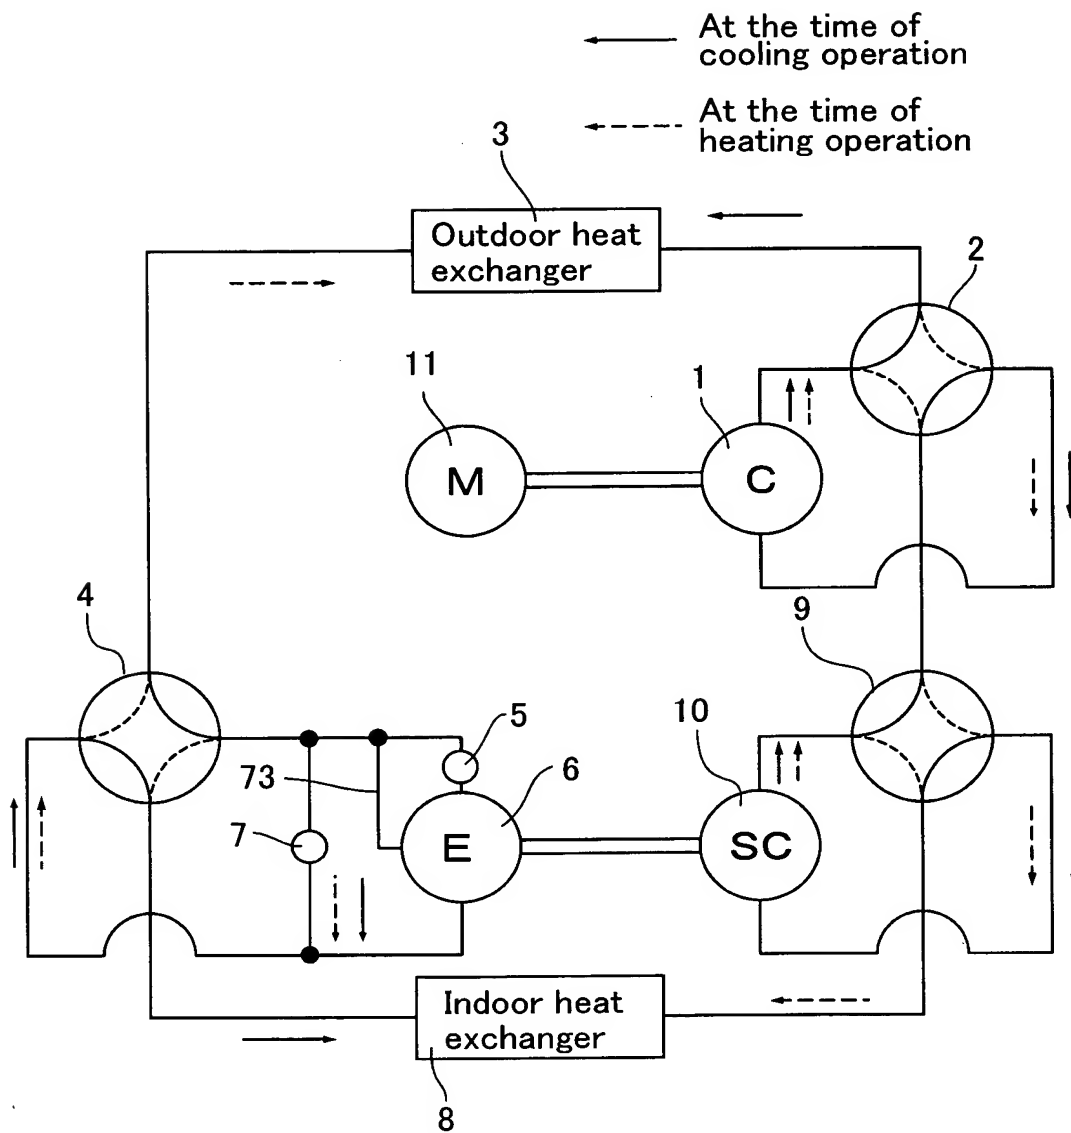 At the time of
cooling operation
At the time of
heating operation
3
Outdoor heat
exchanger
2
11
1
M
C
4
9
5
10
73
6
7
E
SC
Indoor heat
exchanger
8